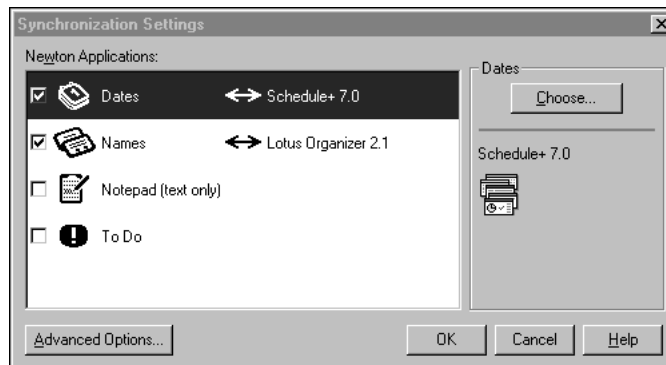 Synchronization Settings
Newton Applications:
Dates Schedule+ 7.0
Names Lotus Organizer 2.1
Notepad (text only)
To Do
Dates
Choose...
Schedule+ 7.0
Advanced Options...
OK Cancel Help